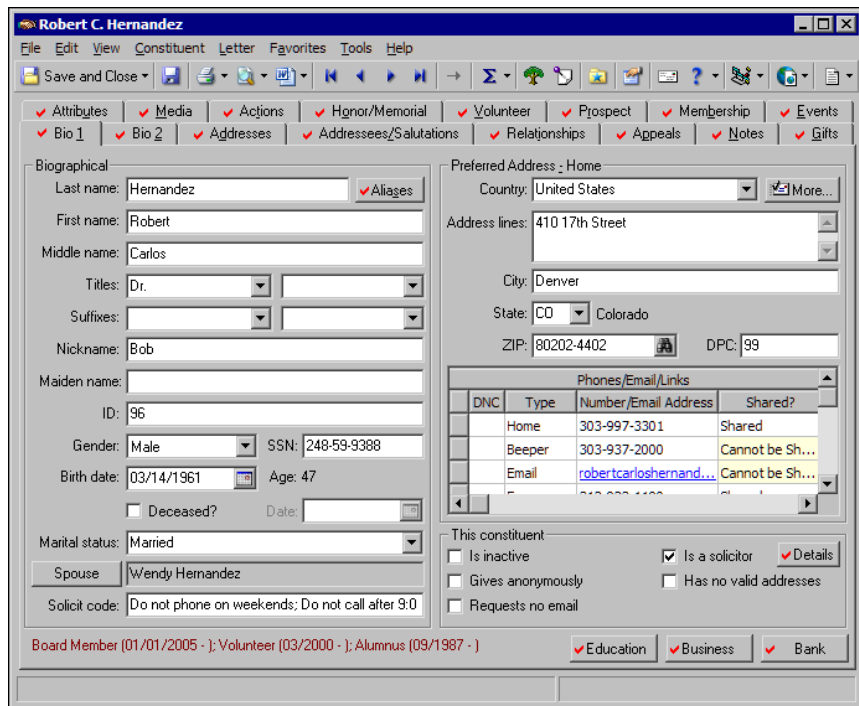 Robert C. Hernandez
File Edit View Constituent Letter Favorites Tools Help
Save and Close
Attributes Media Actions Honor/Memorial Volunteer Prospect Membership Events
Bio 1 Bio 2 Addresses Addressees/Salutations Relationships Appeals Notes Gifts
Biographical
Last name: Hernandez Aliases
First name: Robert
Middle name: Carlos
Titles: Dr.
Suffixes:
Nickname: Bob
Maiden name:
ID: 96
Gender: Male SSN: 248-59-9388
Birth date: 03/14/1961 Age: 47
Deceased? Date:
Marital status: Married
Spouse Wendy Hernandez
Solicit code: Do not phone on weekends; Do not call after 9:0
Preferred Address : Home
Country: United States More...
Address lines: 410 17th Street
City: Denver
State: CO Colorado
ZIP: 80202-4402 DPC: 99
Phones/Email/Links
DNC Type Number/Email Address Shared?
Home 303-997-3301 Shared
Beeper 303-937-2000 Cannot be Sh...
Email robertcarloshernand... Cannot be Sh...
This constituent
Is inactive Is a solicitor Details
Gives anonymously Has no valid addresses
Requests no email
Board Member (01/01/2005 - ); Volunteer (03/2000 - ); Alumnus (09/1987 - )
Education Business Bank